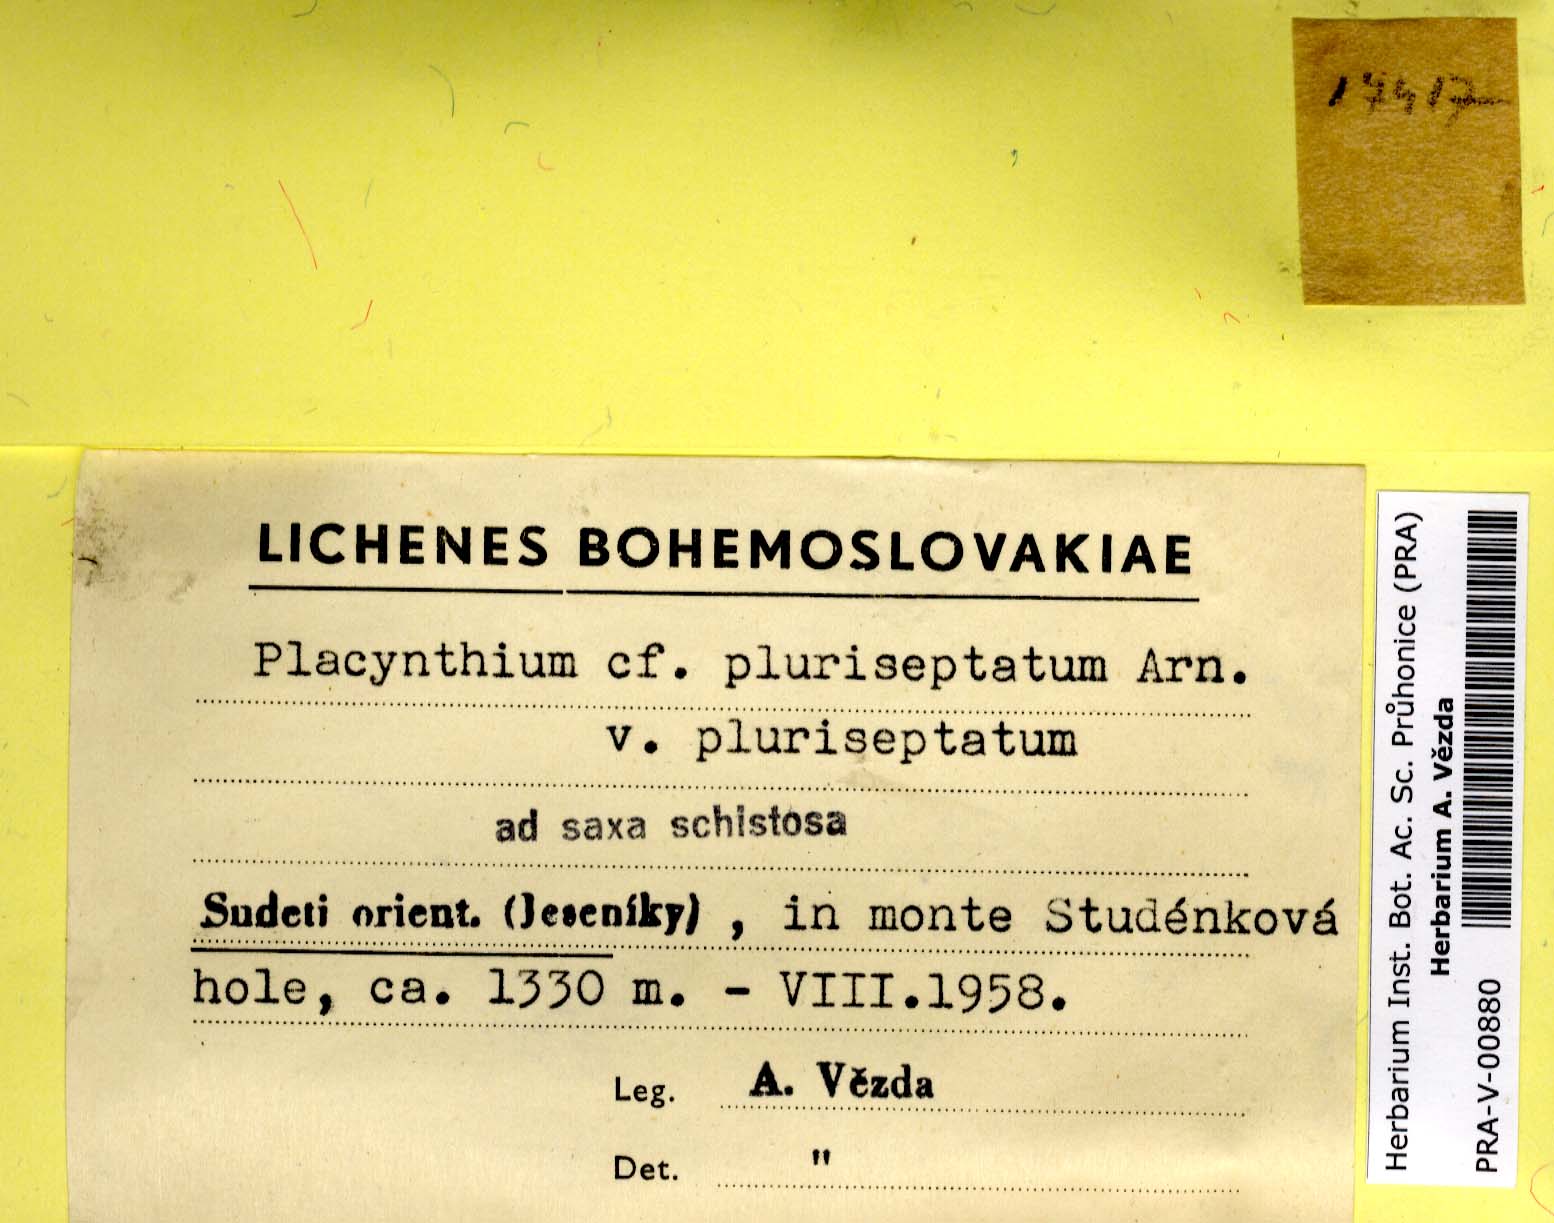 17417
LICHENES BOHEMOSLOVAKIAE
Placynthium cf. pluriseptatum Arn.
v. pluriseptatum
ad saxa schistosa
Sudeti orient. (Jeseníky) , in monte Studénková
hole, ca. 1330 m. - VIII.1958.
Leg. A. Vězda
Det. "
Herbarium Inst. Bot. Ac. Sc. Průhonice (PRA)
Herbarium A. Vězda
PRA-V-00880